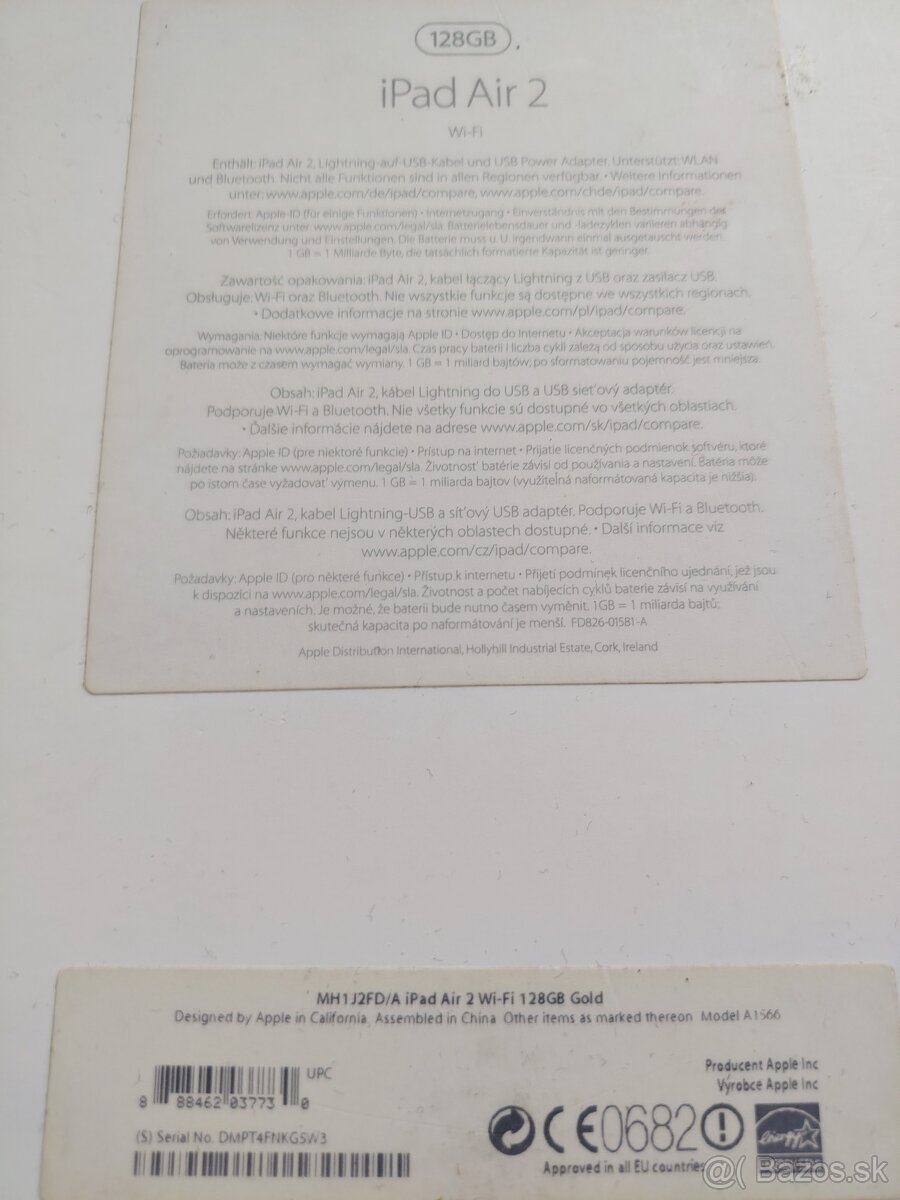 128GB
iPad Air 2
Wi-Fi
Enthält: iPad Air 2, Lightning-auf-USB-Kabel und USB Power Adapter. Unterstützt: WLAN
und Bluetooth. Nicht alle Funktionen sind in allen Regionen verfügbar. • Weitere Informationen
unter: www.apple.com/de/ipad/compare, www.apple.com/chde/ipad/compare.
Erfordert: Apple-ID (für einige Funktionen) • Internetzugang • Einverständnis mit den Bestimmungen des
Softwarelizenz unter www.apple.com/legal/sla. Batterielebensdauer und -ladezyklen variieren abhängig
von Verwendung und Einstellungen. Die Batterie muss u. U. irgendwann einmal ausgetauscht werden.
1 GB = 1 Milliarde Byte, die tatsächlich formatierte Kapazität ist geringer.
Zawartość opakowania: iPad Air 2, kabel łączący Lightning z USB oraz zasilacz USB.
Obsługuje: Wi-Fi oraz Bluetooth. Nie wszystkie funkcje są dostępne we wszystkich regionach.
• Dodatkowe informacje na stronie www.apple.com/pl/ipad/compare.
Wymagania: Niektóre funkcje wymagają Apple ID • Dostęp do Internetu • Akceptacja warunków licencji na
oprogramowanie na www.apple.com/legal/sla. Czas pracy baterii i liczba cykli zależą od sposobu użycia oraz ustawień.
Bateria może z czasem wymagać wymiany. 1 GB = 1 miliard bajtów; po sformatowaniu pojemność jest mniejsza.
Obsah: iPad Air 2, kábel Lightning do USB a USB sieťový adaptér.
Podporuje Wi-Fi a Bluetooth. Nie všetky funkcie sú dostupné vo všetkých oblastiach.
• Ďalšie informácie nájdete na adrese www.apple.com/sk/ipad/compare.
Požiadavky: Apple ID (pre niektoré funkcie) • Prístup na internet • Prijatie licenčných podmienok softvéru, ktoré
nájdete na stránke www.apple.com/legal/sla. Životnosť batérie závisí od používania a nastavení. Batéria môže
po istom čase vyžadovať výmenu. 1 GB = 1 miliarda bajtov (využiteľná naformátovaná kapacita je nižšia).
Obsah: iPad Air 2, kabel Lightning-USB a síťový USB adaptér. Podporuje Wi-Fi a Bluetooth.
Některé funkce nejsou v některých oblastech dostupné. • Další informace viz
www.apple.com/cz/ipad/compare.
Požadavky: Apple ID (pro některé funkce) • Přístup k internetu • Přijetí podmínek licenčního ujednání, jež jsou
k dispozici na www.apple.com/legal/sla. Životnost a počet nabíjecích cyklů baterie závisí na využívání
a nastaveních. Je možné, že baterii bude nutno časem vyměnit. 1GB = 1 miliarda bajtů;
skutečná kapacita po naformátování je menší. FD826-01581-A
Apple Distribution International, Hollyhill Industrial Estate, Cork, Ireland
MH1J2FD/A iPad Air 2 Wi-Fi 128GB Gold
Designed by Apple in California Assembled in China Other items as marked thereon Model A1566
Producent Apple Inc
Výrobce Apple Inc
UPC
8 88462 03773 0
(S) Serial No. DMPT4FNKG5W3
CE0682
energy
Approved in all EU countries
@( Bazos.sk